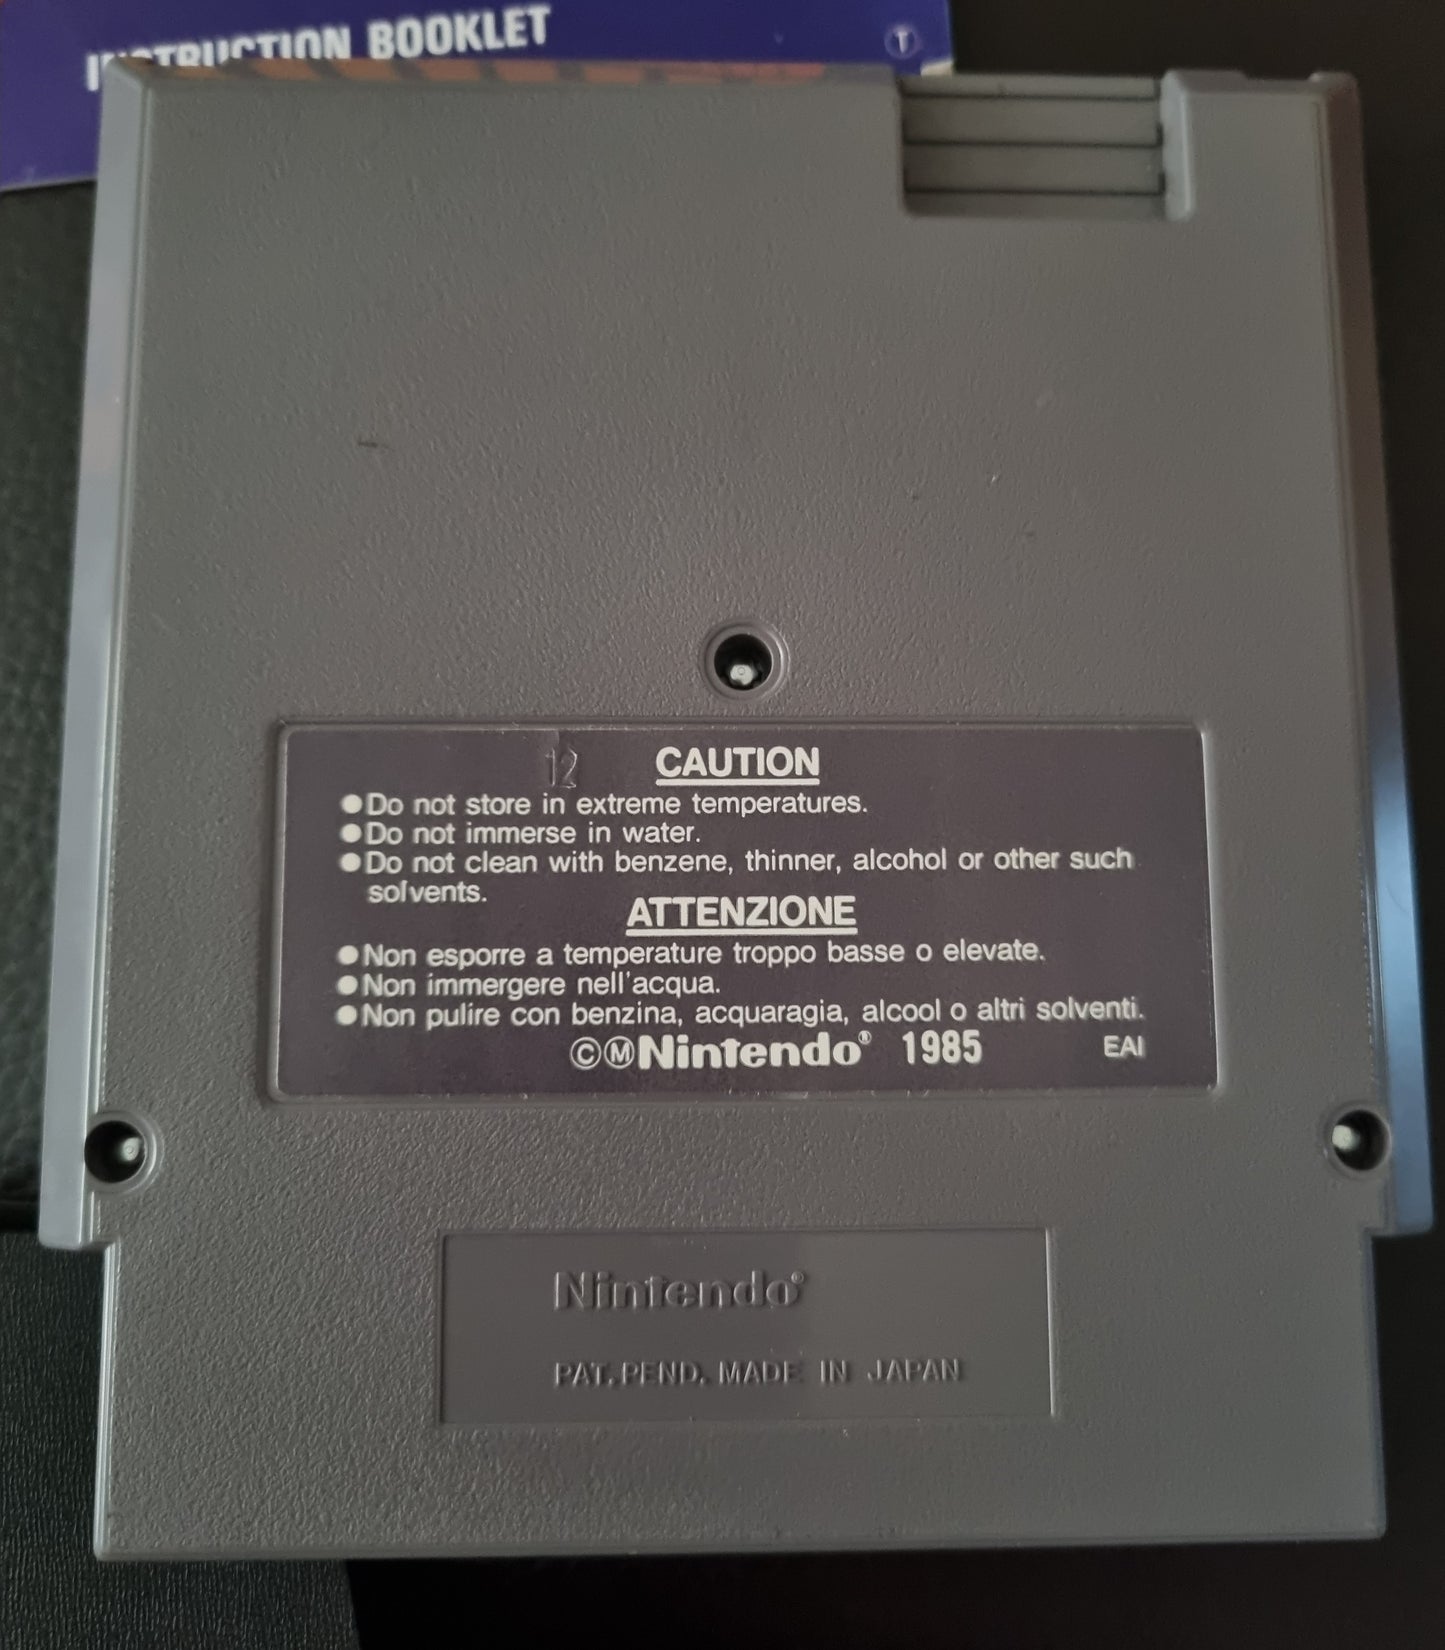 INSTRUCTION BOOKLET
T
12
CAUTION
●Do not store in extreme temperatures.
●Do not immerse in water.
●Do not clean with benzene, thinner, alcohol or other such
solvents.
ATTENZIONE
●Non esporre a temperature troppo basse o elevate.
●Non immergere nell'acqua.
●Non pulire con benzina, acquaragia, alcool o altri solventi.
©ⓂNintendo® 1985 EAI
Nintendo®
PAT. PEND. MADE IN JAPAN